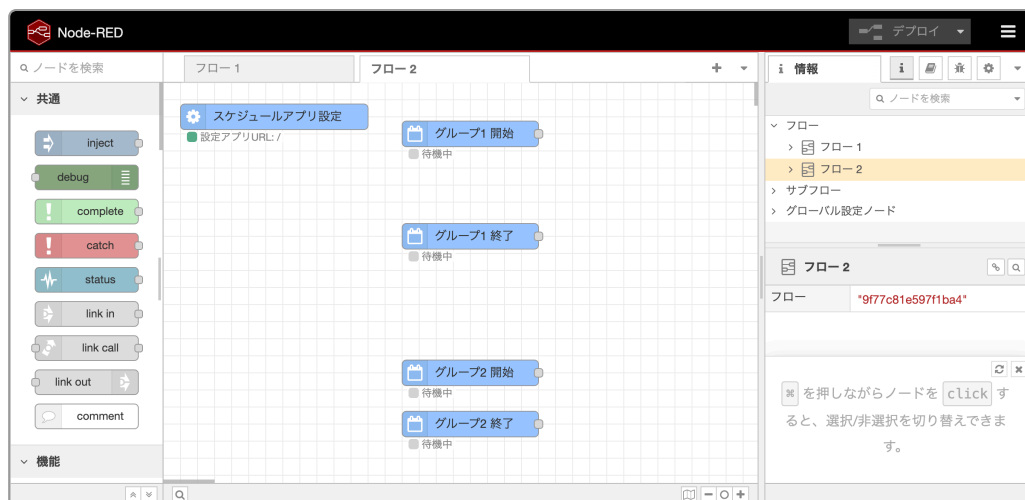 Node-RED
デプロイ
ノードを検索
フロー 1
フロー 2
情報
共通
inject
debug
complete
catch
status
link in
link call
link out
comment
機能
スケジュールアプリ設定
設定アプリURL: /
グループ1 開始
待機中
グループ1 終了
待機中
グループ2 開始
待機中
グループ2 終了
待機中
ノードを検索
フロー
フロー 1
フロー 2
サブフロー
グローバル設定ノード
フロー 2
フロー "9f77c81e597f1ba4"
⌘ を押しながらノードを click す
ると、選択/非選択を切り替えできま
す。